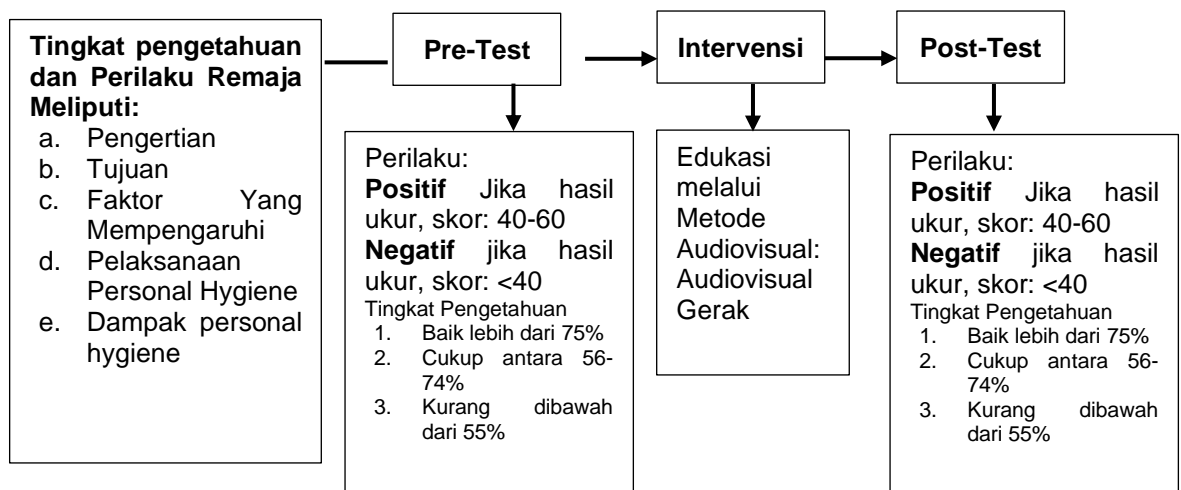 Tingkat pengetahuan
dan Perilaku Remaja
Meliputi:
a. Pengertian
b. Tujuan
c. Faktor Yang
Mempengaruhi
d. Pelaksanaan
Personal Hygiene
e. Dampak personal
hygiene
Pre-Test
Perilaku:
Positif Jika hasil
ukur, skor: 40-60
Negatif jika hasil
ukur, skor: <40
Tingkat Pengetahuan
1. Baik lebih dari 75%
2. Cukup antara 56-
74%
3. Kurang dibawah
dari 55%
Intervensi
Edukasi
melalui
Metode
Audiovisual:
Audiovisual
Gerak
Post-Test
Perilaku:
Positif Jika hasil
ukur, skor: 40-60
Negatif jika hasil
ukur, skor: <40
Tingkat Pengetahuan
1. Baik lebih dari 75%
2. Cukup antara 56-
74%
3. Kurang dibawah
dari 55%